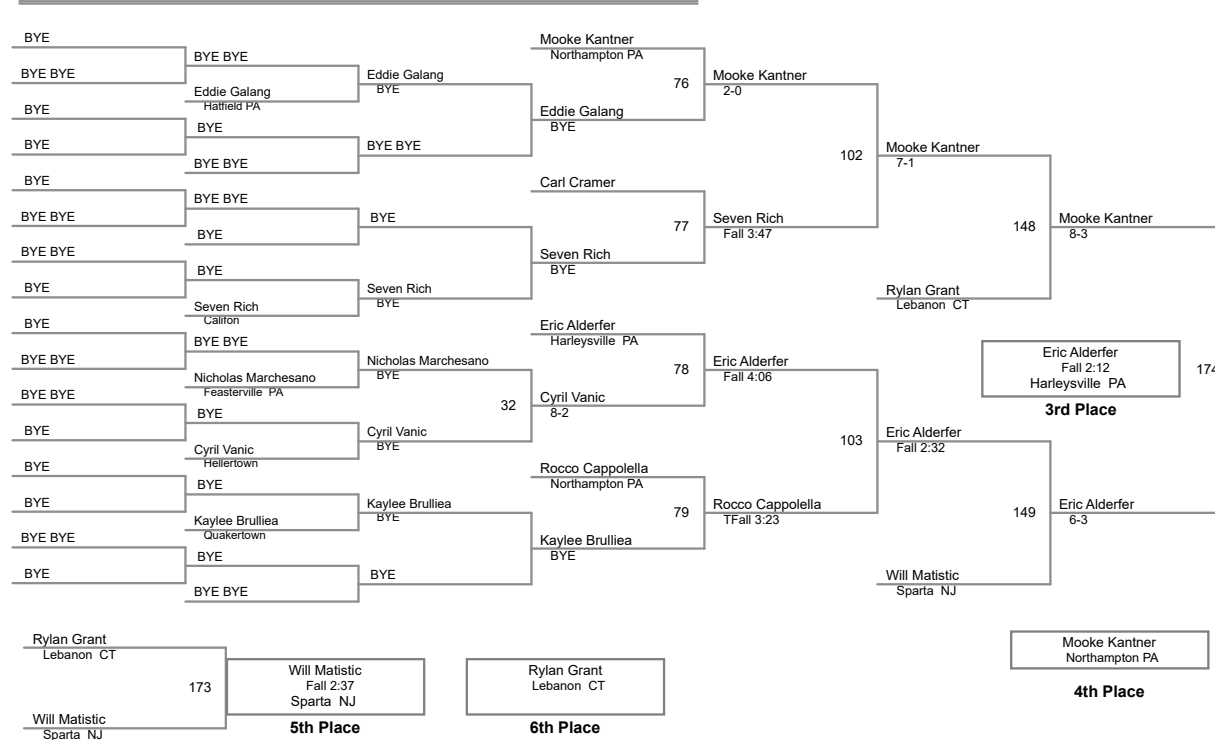 BYE
BYE BYE
BYE
BYE
BYE
BYE BYE
BYE BYE
BYE
BYE
BYE BYE
BYE BYE
BYE
BYE
BYE
BYE BYE
BYE
BYE BYE
Eddie Galang
Hatfield PA
BYE
BYE BYE
BYE BYE
BYE
BYE
Seven Rich
Califon
BYE BYE
Nicholas Marchesano
Feasterville PA
BYE
Cyril Vanic
Hellertown
BYE
Kaylee Brulliea
Quakertown
BYE
BYE BYE
Eddie Galang
BYE
BYE BYE
BYE
Seven Rich
BYE
Nicholas Marchesano
BYE
32
Cyril Vanic
BYE
Kaylee Brulliea
BYE
BYE
Mooke Kantner
Northampton PA
76
Eddie Galang
BYE
Carl Cramer
77
Seven Rich
BYE
Eric Alderfer
Harleysville PA
78
Cyril Vanic
8-2
Rocco Cappolella
Northampton PA
79
Kaylee Brulliea
BYE
Mooke Kantner
2-0
102
Seven Rich
Fall 3:47
Eric Alderfer
Fall 4:06
103
Rocco Cappolella
TFall 3:23
Mooke Kantner
7-1
148
Rylan Grant
Lebanon CT
Eric Alderfer
Fall 2:32
149
Will Matistic
Sparta NJ
Mooke Kantner
8-3
Eric Alderfer
6-3
Eric Alderfer
Fall 2:12
Harleysville PA
174
3rd Place
Mooke Kantner
Northampton PA
4th Place
Rylan Grant
Lebanon CT
173
Will Matistic
Sparta NJ
Will Matistic
Fall 2:37
Sparta NJ
5th Place
Rylan Grant
Lebanon CT
6th Place